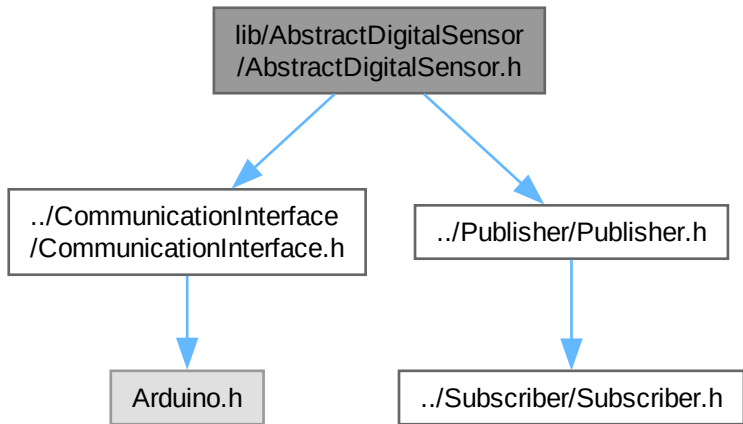 lib/AbstractDigitalSensor
/AbstractDigitalSensor.h
../CommunicationInterface
/CommunicationInterface.h
../Publisher/Publisher.h
Arduino.h
../Subscriber/Subscriber.h